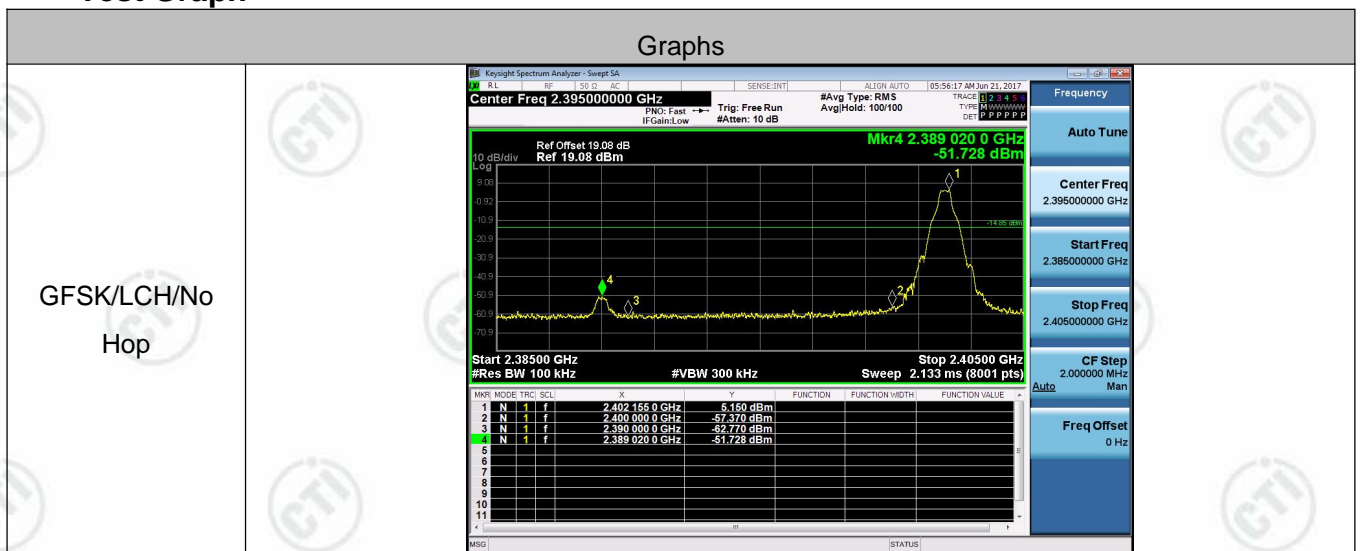 Graphs
GFSK/LCH/No
Hop
Keysight Spectrum Analyzer - Swept SA
RL RF 50 Ω AC SENSE:INT ALIGN AUTO 05:56:17 AM Jun 21, 2017
Center Freq 2.395000000 GHz #Avg Type: RMS TRACE 1 2 3 4 5 6
PNO: Fast Trig: Free Run Avg|Hold: 100/100 TYPE M WWWWW
IFGain:Low #Atten: 10 dB DET P P P P P P
Mkr4 2.389 020 0 GHz
-51.728 dBm
Ref Offset 19.08 dB
10 dB/div Ref 19.08 dBm
Log
9.08
-0.92
-10.9
-14.85 dBm
-20.9
-30.9
-40.9
-50.9
-60.9
-70.9
1
2
3
4
Start 2.38500 GHz Stop 2.40500 GHz
#Res BW 100 kHz #VBW 300 kHz Sweep 2.133 ms (8001 pts)
MKR MODE TRC SCL X Y FUNCTION FUNCTION WIDTH FUNCTION VALUE
1 N 1 f 2.402 155 0 GHz 5.150 dBm
2 N 1 f 2.400 000 0 GHz -57.370 dBm
3 N 1 f 2.390 000 0 GHz -62.770 dBm
4 N 1 f 2.389 020 0 GHz -51.728 dBm
5
6
7
8
9
10
11
MSG STATUS
Frequency
Auto Tune
Center Freq
2.395000000 GHz
Start Freq
2.385000000 GHz
Stop Freq
2.405000000 GHz
CF Step
2.000000 MHz
Auto Man
Freq Offset
0 Hz
CTI
CTI
CTI
CTI
CTI
CTI